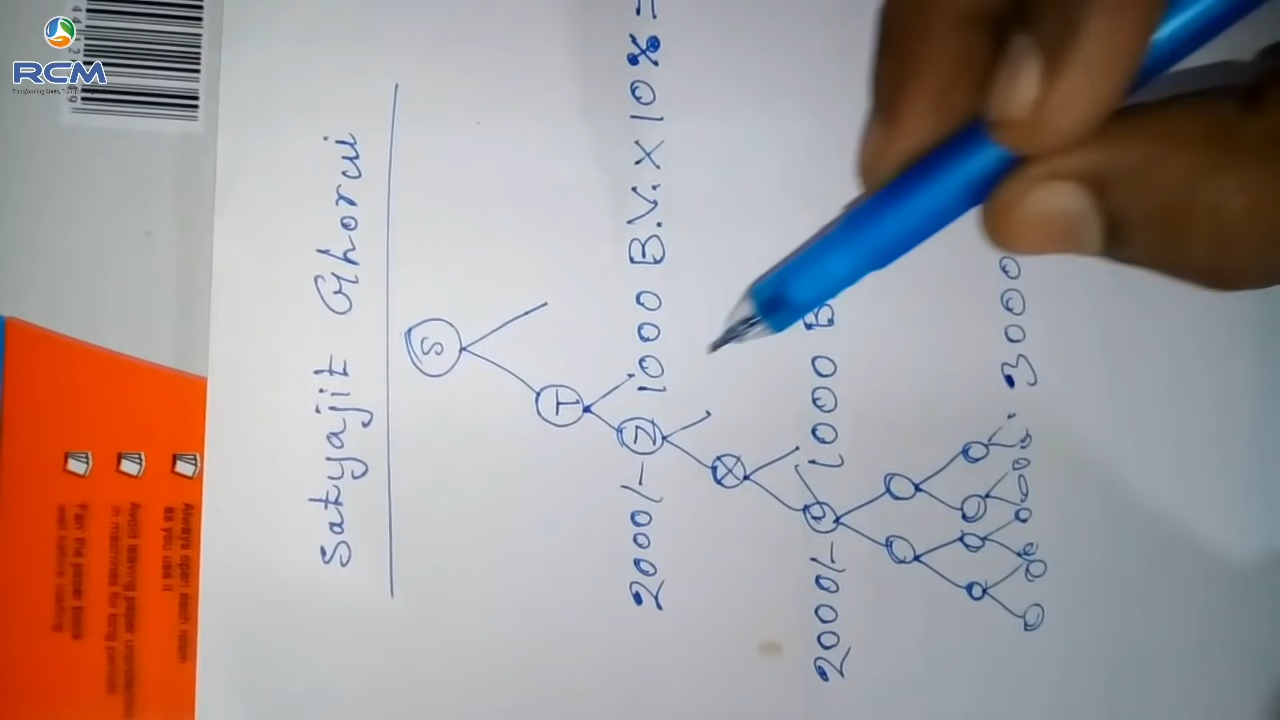 RCM
Satyajit Ghorui
S
T
2000/- Z 1000 B.V. X 10% =
X
2000/- 1000 B
3000
Always open each ream
as you use it
Avoid leaving paper
in machines for long periods
Fan the paper stack
well before loading